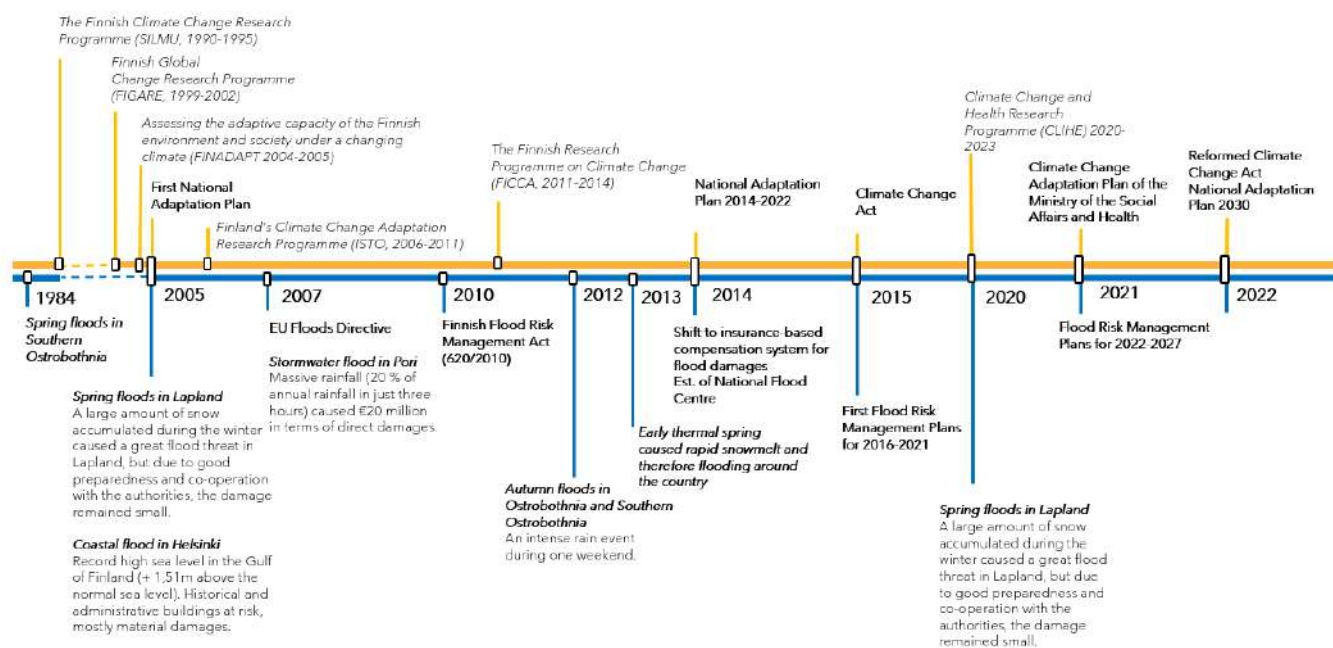 The Finnish Climate Change Research
Programme (SILMU, 1990-1995)
Finnish Global
Change Research Programme
(FIGARE, 1999-2002)
Assessing the adaptive capacity of the Finnish
environment and society under a changing
climate (FINADAPT 2004-2005)
First National
Adaptation Plan
Finland's Climate Change Adaptation
Research Programme (ISTO, 2006-2011)
The Finnish Research
Programme on Climate Change
(FICCA, 2011-2014)
National Adaptation
Plan 2014-2022
Climate Change
Act
Climate Change and
Health Research
Programme (CLIHE) 2020-
2023
Climate Change
Adaptation Plan of the
Ministry of the Social
Affairs and Health
Reformed Climate
Change Act
National Adaptation
Plan 2030
1984
2005
2007
2010
2012
2013
2014
2015
2020
2021
2022
Spring floods in
Southern
Ostrobothnia
Spring floods in Lapland
A large amount of snow
accumulated during the winter
caused a great flood threat in
Lapland, but due to good
preparedness and co-operation
with the authorities, the damage
remained small.
Coastal flood in Helsinki
Record high sea level in the Gulf
of Finland (+ 1,51m above the
normal sea level). Historical and
administrative buildings at risk,
mostly material damages.
EU Floods Directive
Stormwater flood in Pori
Massive rainfall (20 % of
annual rainfall in just three
hours) caused €20 million
in terms of direct damages.
Finnish Flood Risk
Management Act
(620/2010)
Autumn floods in
Ostrobothnia and Southern
Ostrobothnia
An intense rain event
during one weekend.
Early thermal spring
caused rapid snowmelt and
therefore flooding around
the country
Shift to insurance-based
compensation system for
flood damages
Est. of National Flood
Centre
First Flood Risk
Management Plans
for 2016-2021
Spring floods in Lapland
A large amount of snow
accumulated during the
winter caused a great flood
threat in Lapland, but due
to good preparedness and
co-operation with the
authorities, the damage
remained small.
Flood Risk Management
Plans for 2022-2027